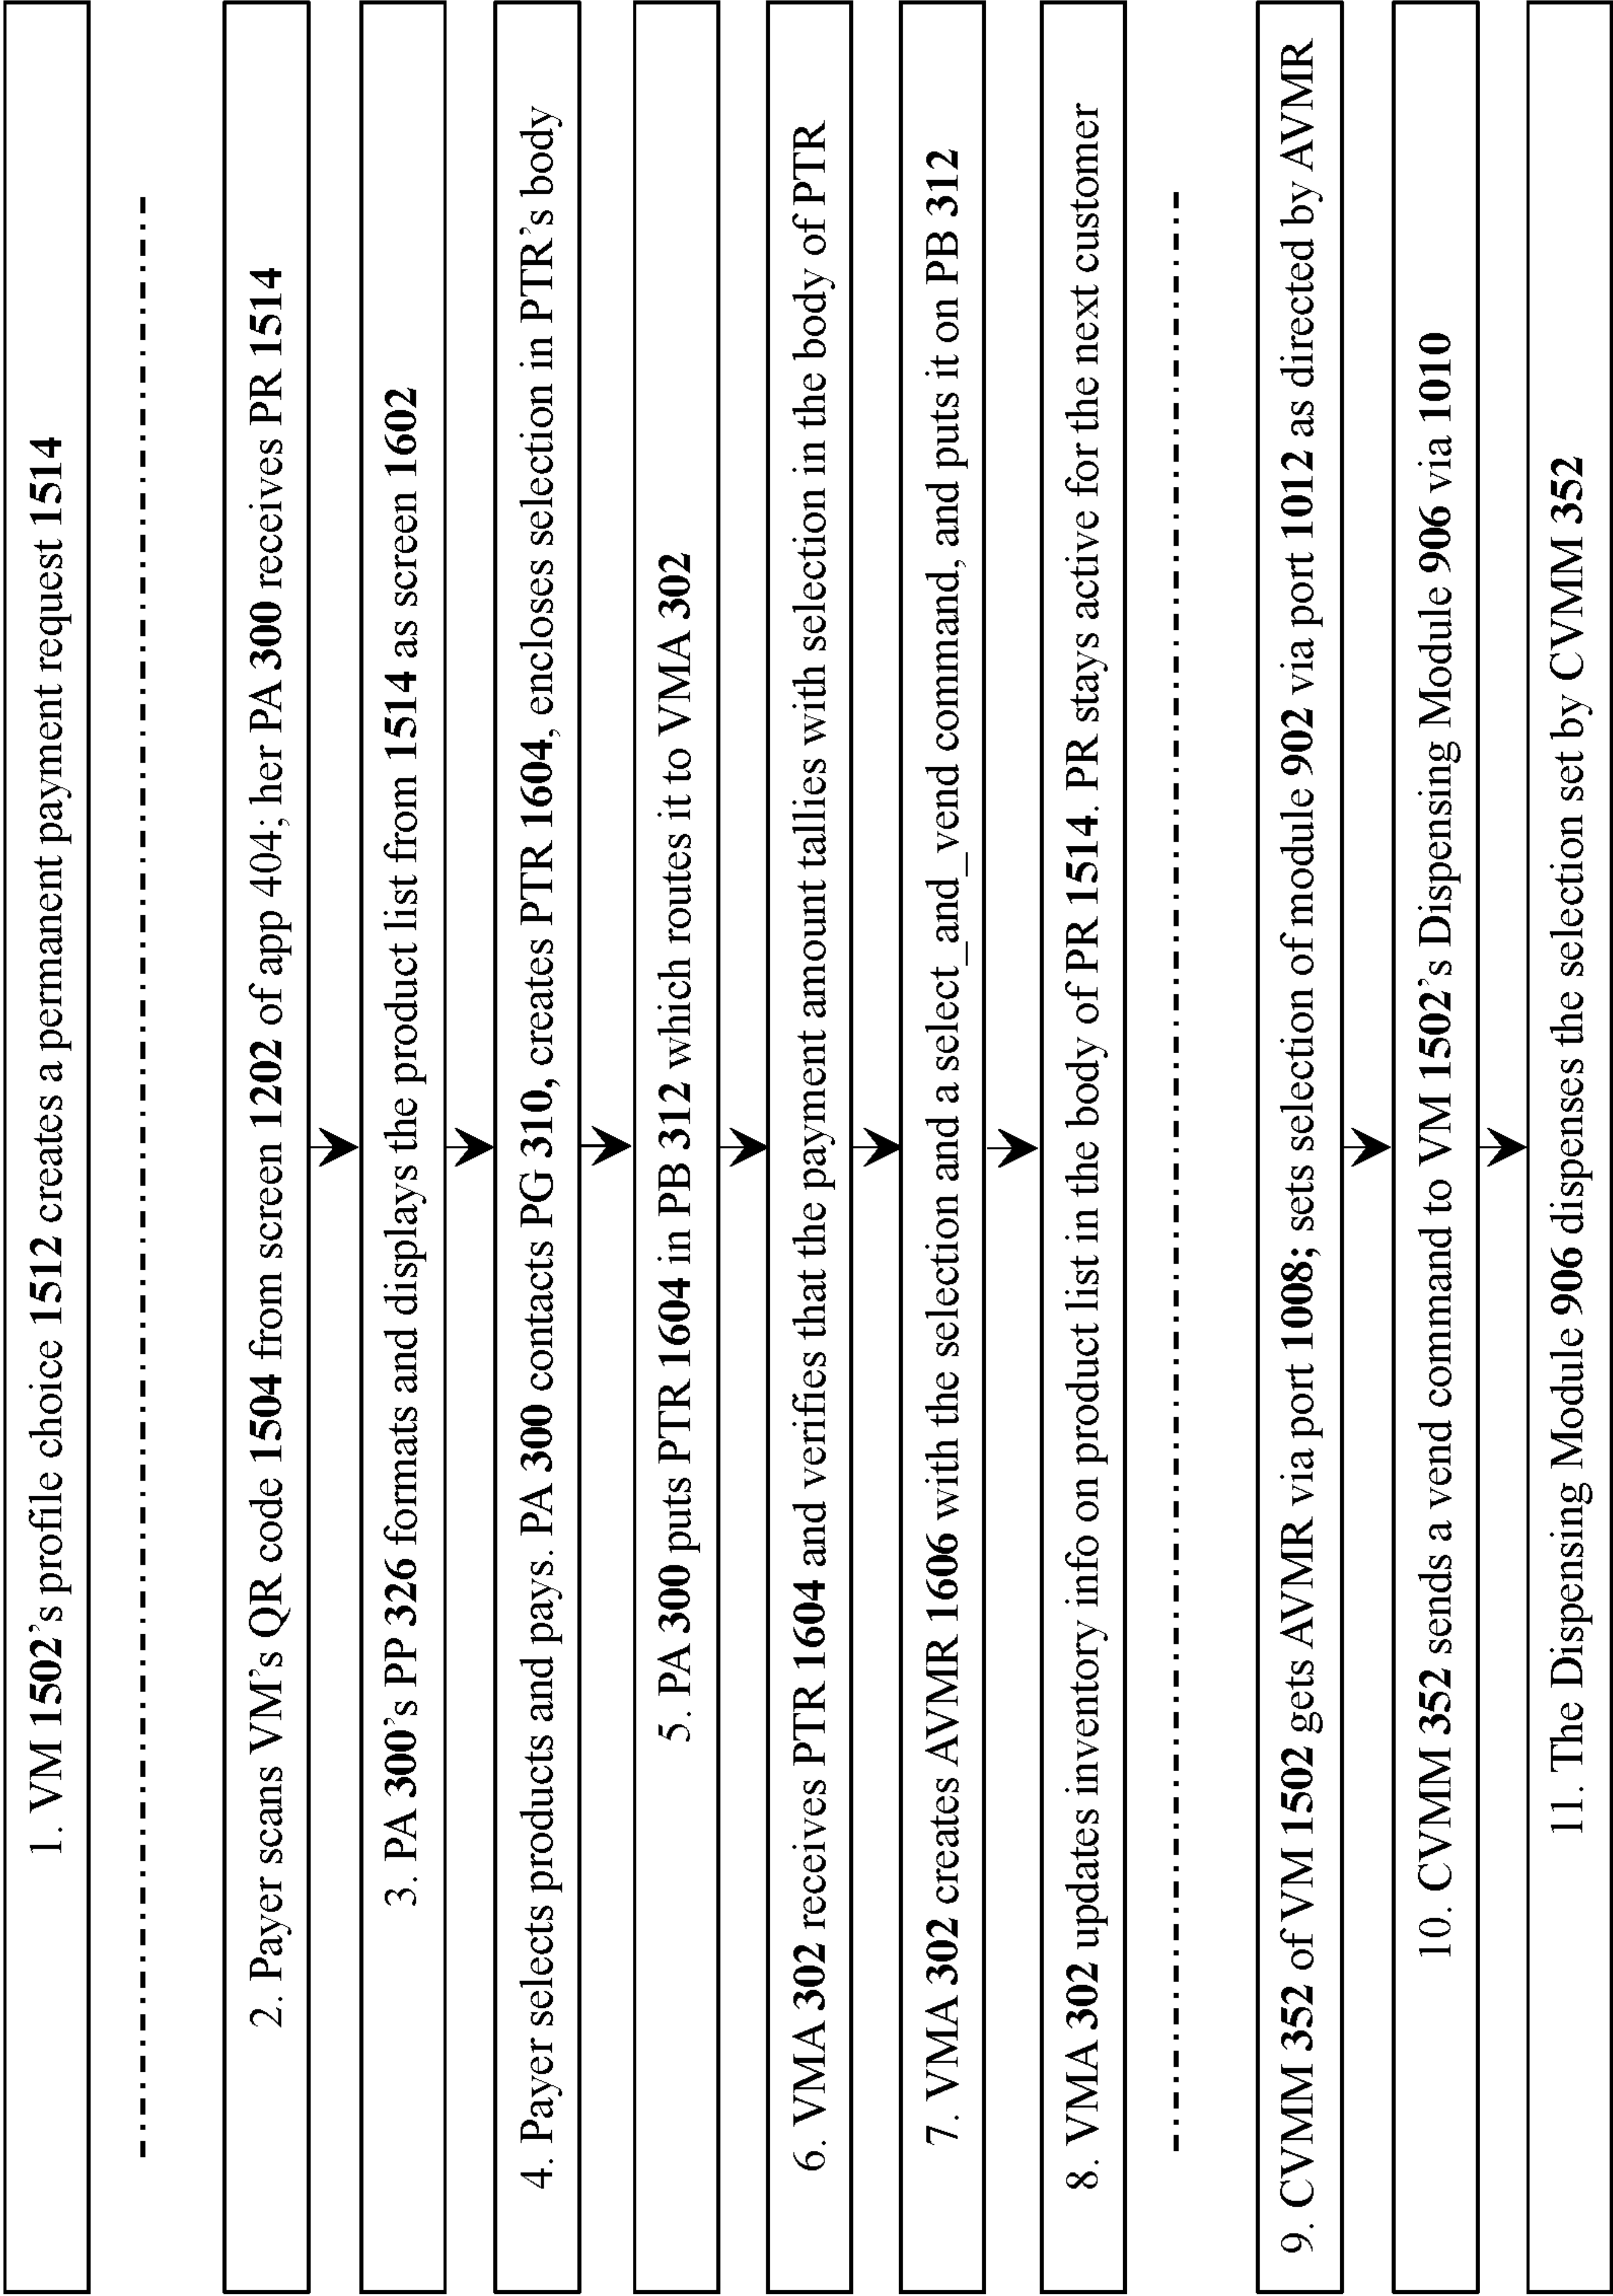 1. VM 1502's profile choice 1512 creates a permanent payment request 1514
2. Payer scans VM's QR code 1504 from screen 1202 of app 404; her PA 300 receives PR 1514
3. PA 300's PP 326 formats and displays the product list from 1514 as screen 1602
4. Payer selects products and pays. PA 300 contacts PG 310, creates PTR 1604, encloses selection in PTR's body
5. PA 300 puts PTR 1604 in PB 312 which routes it to VMA 302
6. VMA 302 receives PTR 1604 and verifies that the payment amount tallies with selection in the body of PTR
7. VMA 302 creates AVMR 1606 with the selection and a select_and_vend command, and puts it on PB 312
8. VMA 302 updates inventory info on product list in the body of PR 1514. PR stays active for the next customer
9. CVMM 352 of VM 1502 gets AVMR via port 1008; sets selection of module 902 via port 1012 as directed by AVMR
10. CVMM 352 sends a vend command to VM 1502's Dispensing Module 906 via 1010
11. The Dispensing Module 906 dispenses the selection set by CVMM 352